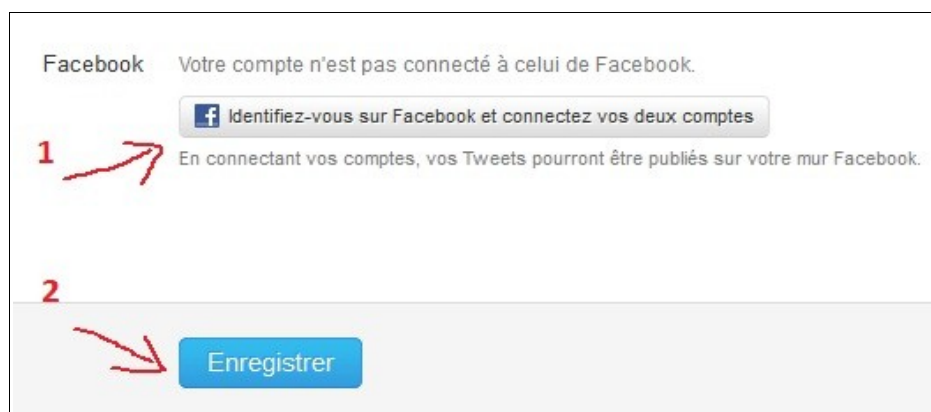 Facebook Votre compte n'est pas connecté à celui de Facebook.
Identifiez-vous sur Facebook et connectez vos deux comptes
1
En connectant vos comptes, vos Tweets pourront être publiés sur votre mur Facebook.
2
Enregistrer